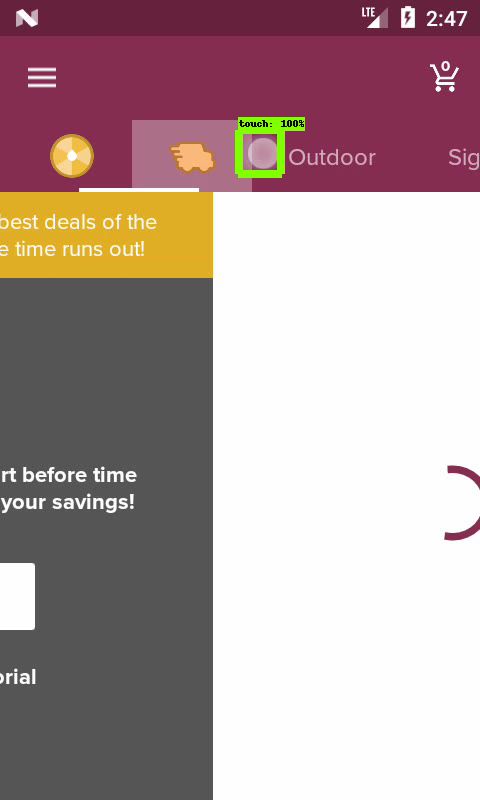 LTE 2:47
0
touch: 100%
Outdoor
Sig
best deals of the
e time runs out!
rt before time
your savings!
orial